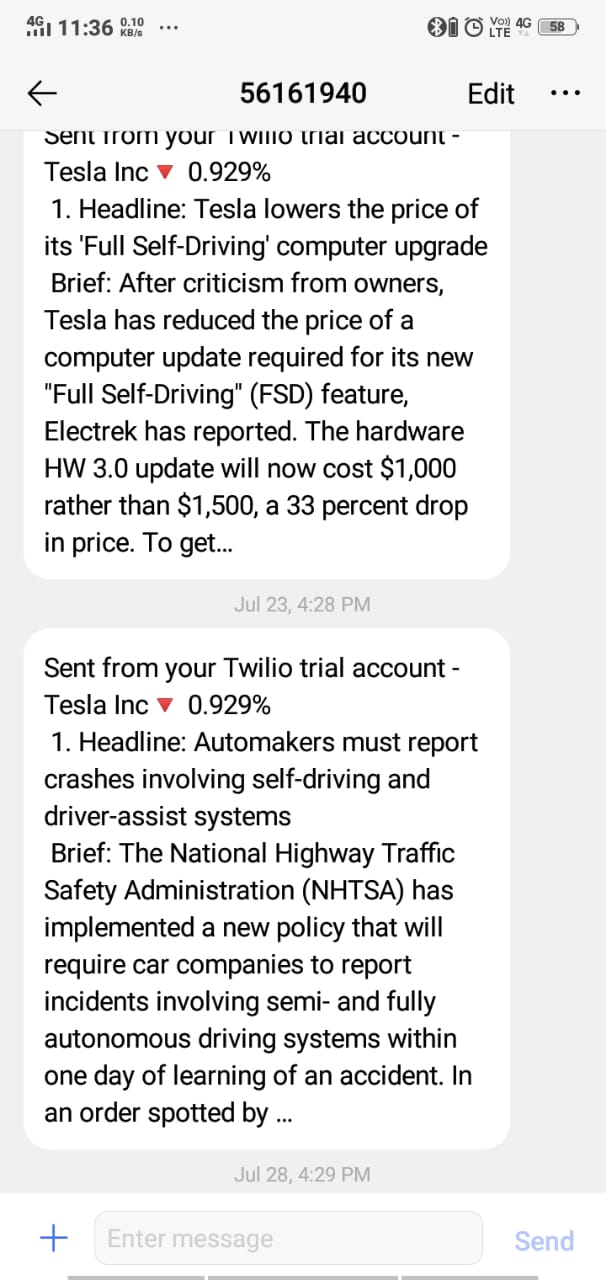 4G 11:36 0.10 KB/s ...
Vo)) LTE 4G 58
56161940 Edit ...
Sent from your Twilio trial account -
Tesla Inc 🔻 0.929%
1. Headline: Tesla lowers the price of
its 'Full Self-Driving' computer upgrade
Brief: After criticism from owners,
Tesla has reduced the price of a
computer update required for its new
"Full Self-Driving" (FSD) feature,
Electrek has reported. The hardware
HW 3.0 update will now cost $1,000
rather than $1,500, a 33 percent drop
in price. To get...
Jul 23, 4:28 PM
Sent from your Twilio trial account -
Tesla Inc 🔻 0.929%
1. Headline: Automakers must report
crashes involving self-driving and
driver-assist systems
Brief: The National Highway Traffic
Safety Administration (NHTSA) has
implemented a new policy that will
require car companies to report
incidents involving semi- and fully
autonomous driving systems within
one day of learning of an accident. In
an order spotted by ...
Jul 28, 4:29 PM
+ Enter message Send